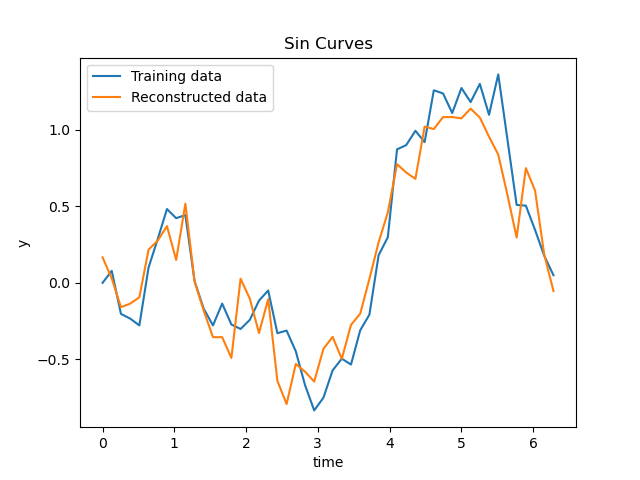 Sin Curves
Training data
Reconstructed data
1.0
0.5
0.0
−0.5
y
0 1 2 3 4 5 6
time